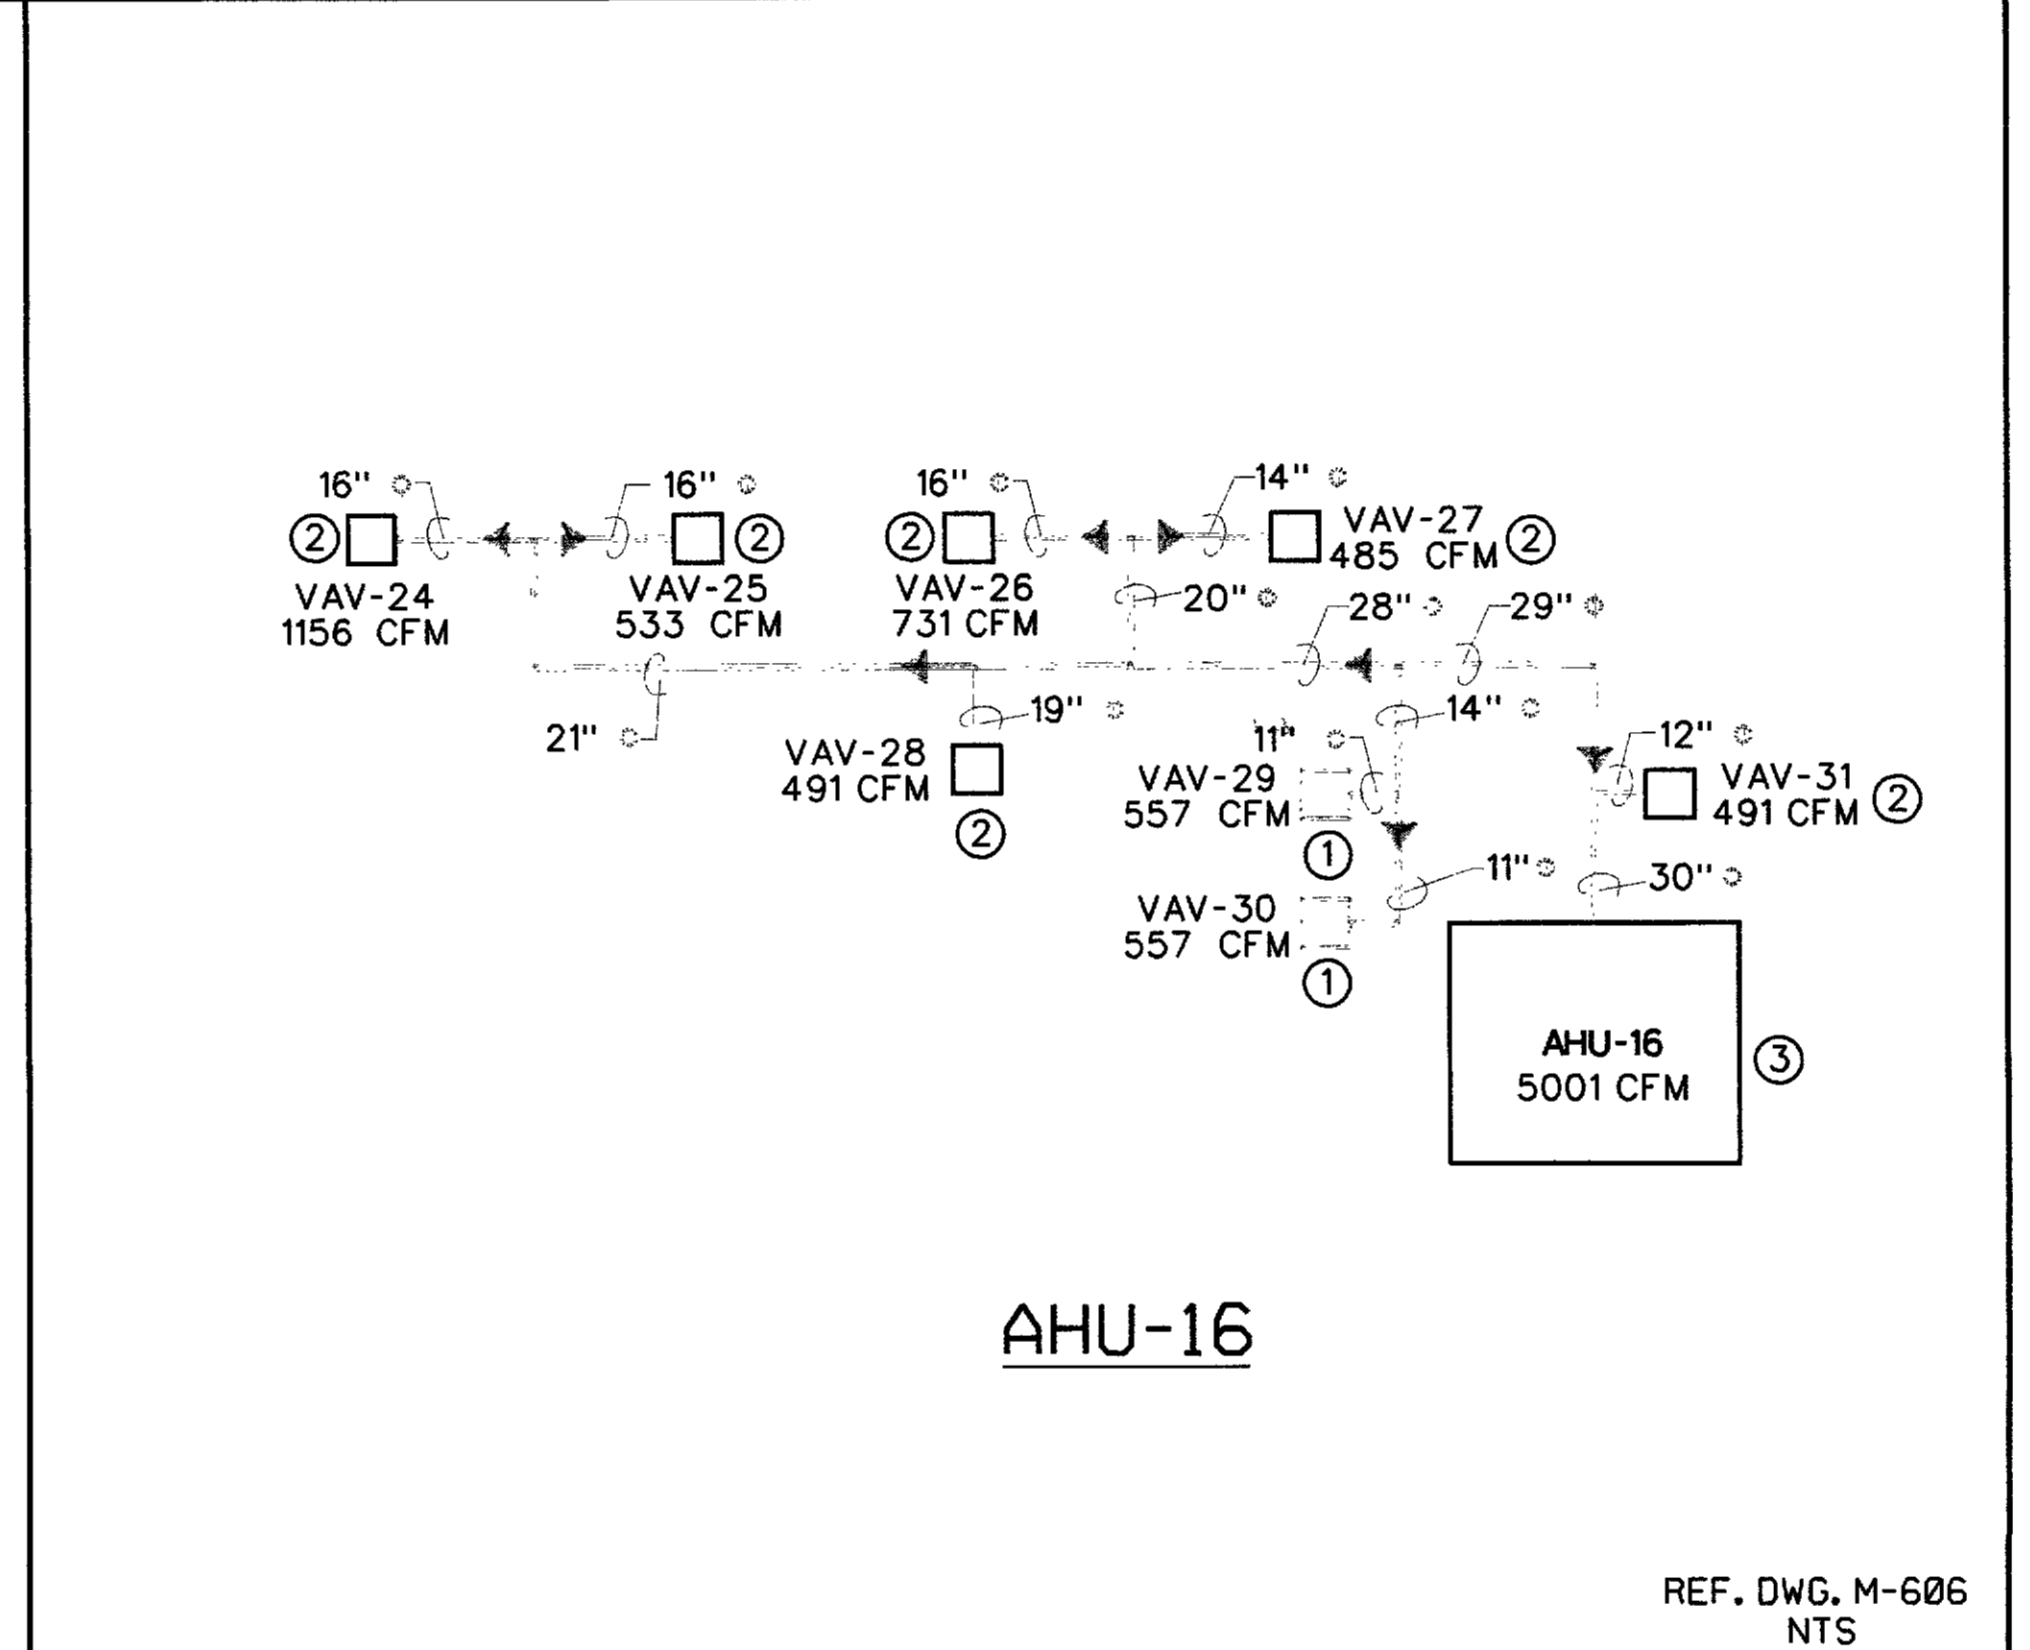 16" 16" 16" 14"
2 2 2 VAV-27
485 CFM 2
VAV-24 VAV-25 VAV-26
1156 CFM 533 CFM 731 CFM
20" 28" 29"
21" 19" 14"
11" 12"
VAV-28 VAV-29 VAV-31
491 CFM 557 CFM 491 CFM 2
2 1
11" 30"
VAV-30
557 CFM
1
AHU-16
5001 CFM 3
AHU-16
REF. DWG. M-606
NTS